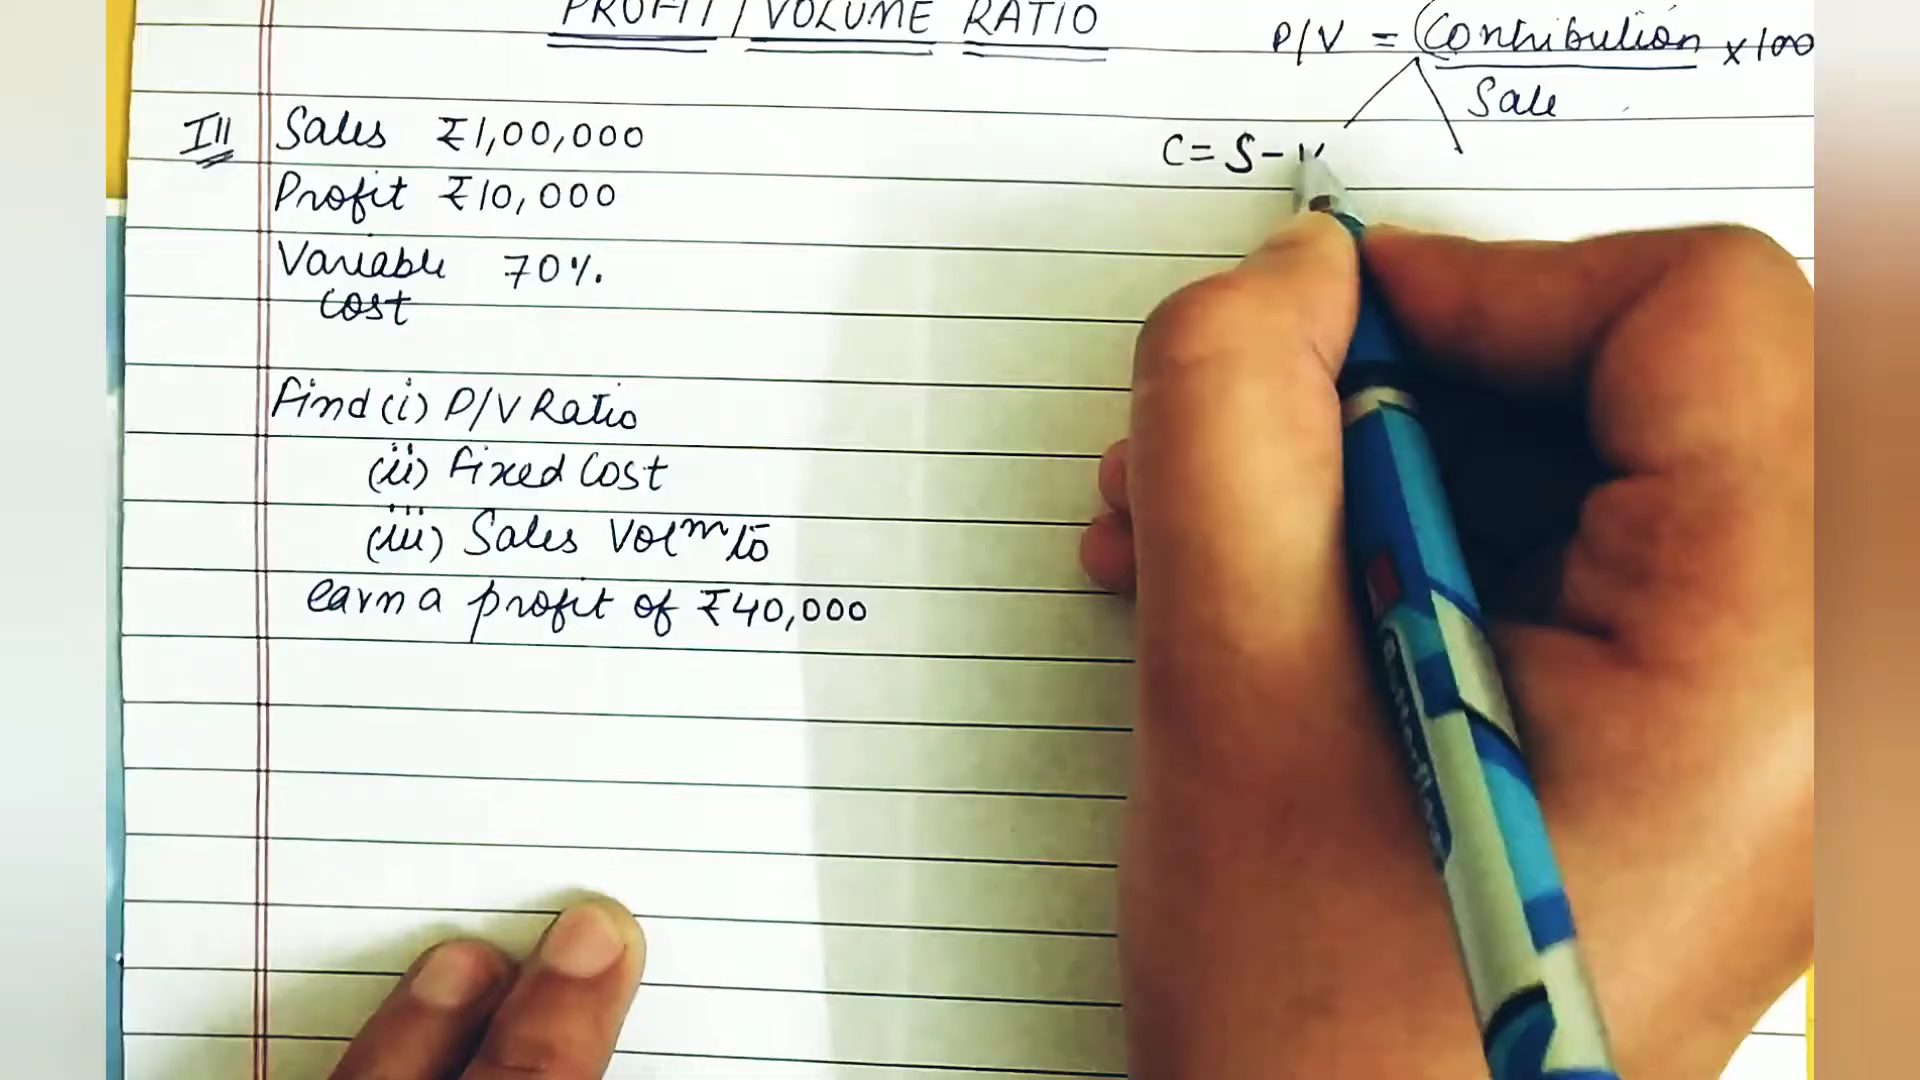 PROFIT / VOLUME RATIO
P/V = Contribution x 100
Sale
III Sales ₹1,00,000
C = S - V
Profit ₹10,000
Variable 70%.
Cost
Find (i) P/V Ratio
(ii) Fixed Cost
(iii) Sales Volm to
earn a profit of ₹40,000